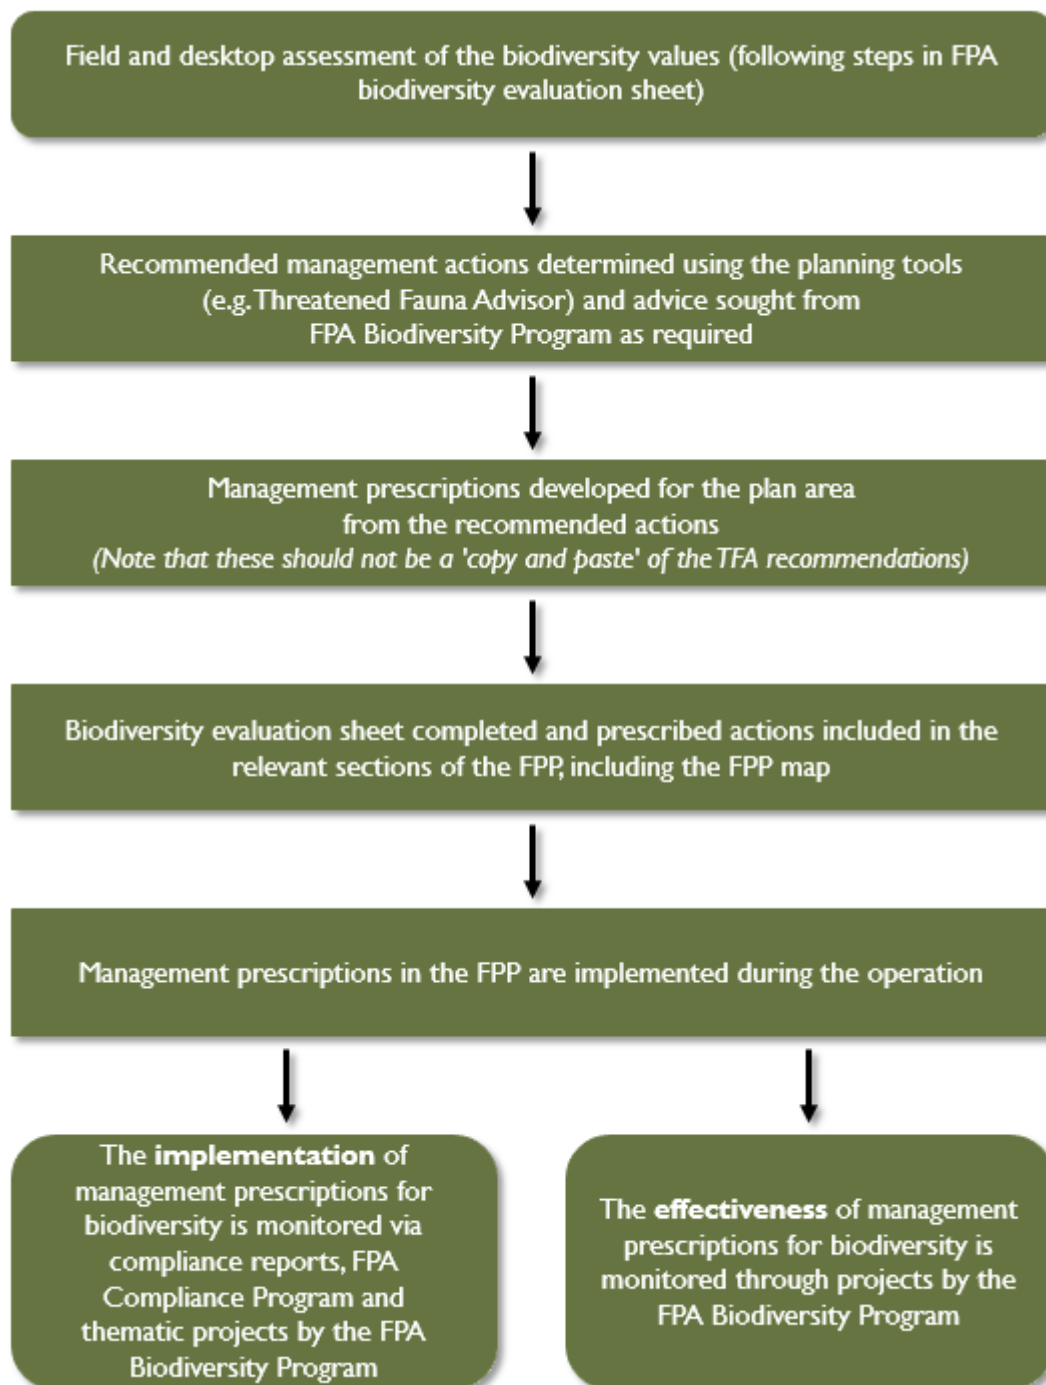 Field and desktop assessment of the biodiversity values (following steps in FPA
biodiversity evaluation sheet)
Recommended management actions determined using the planning tools
(e.g. Threatened Fauna Advisor) and advice sought from
FPA Biodiversity Program as required
Management prescriptions developed for the plan area
from the recommended actions
(Note that these should not be a 'copy and paste' of the TFA recommendations)
Biodiversity evaluation sheet completed and prescribed actions included in the
relevant sections of the FPP, including the FPP map
Management prescriptions in the FPP are implemented during the operation
The implementation of
management prescriptions for
biodiversity is monitored via
compliance reports, FPA
Compliance Program and
thematic projects by the FPA
Biodiversity Program
The effectiveness of management
prescriptions for biodiversity is
monitored through projects by the
FPA Biodiversity Program